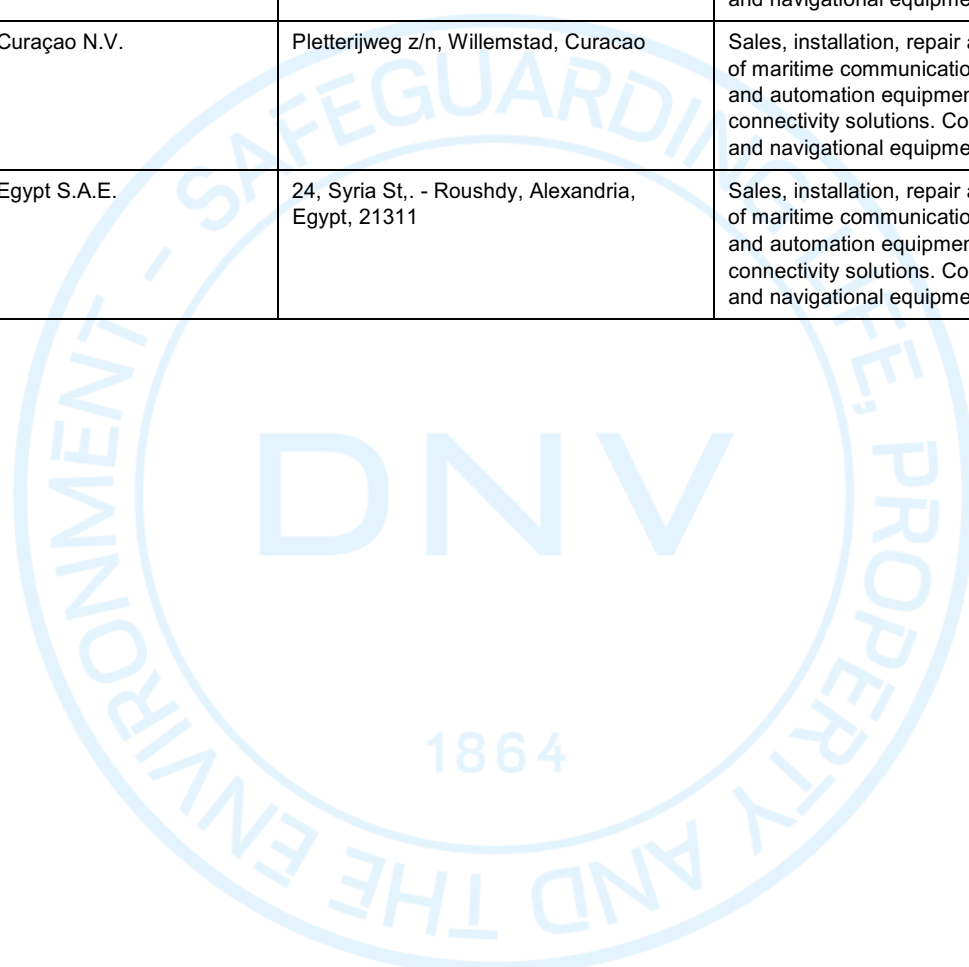 and navigational equipme
Curaçao N.V.
Pletterijweg z/n, Willemstad, Curacao
Sales, installation, repair a
of maritime communicatio
and automation equipmen
connectivity solutions. Co
and navigational equipme
Egypt S.A.E.
24, Syria St,. - Roushdy, Alexandria,
Egypt, 21311
Sales, installation, repair a
of maritime communicatio
and automation equipmen
connectivity solutions. Co
and navigational equipme
SAFEGUARDING LIFE, PROPERTY AND THE ENVIRONMENT -
DNV
1864